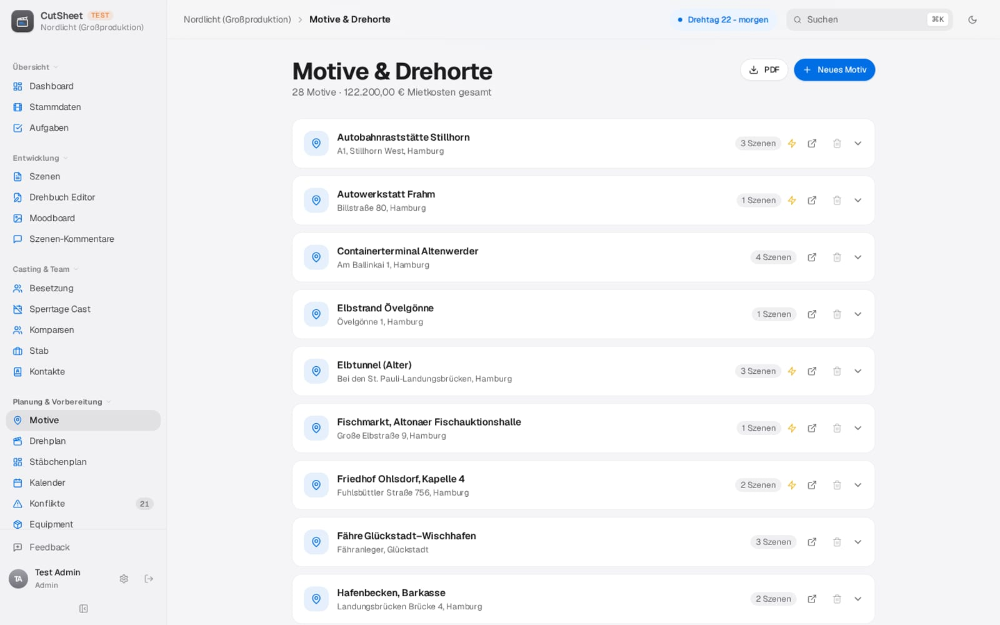 CutSheet TEST
Nordlicht (Großproduktion)
Übersicht
Dashboard
Stammdaten
Aufgaben
Entwicklung
Szenen
Drehbuch Editor
Moodboard
Szenen-Kommentare
Casting & Team
Besetzung
Sperrtage Cast
Komparsen
Stab
Kontakte
Planung & Vorbereitung
Motive
Drehplan
Stäbchenplan
Kalender
Konflikte 21
Equipment
Feedback
TA
Test Admin
Admin
Nordlicht (Großproduktion) > Motive & Drehorte
Drehtag 22 - morgen
Suchen ⌘K
Motive & Drehorte
28 Motive · 122.200,00 € Mietkosten gesamt
PDF
Neues Motiv
Autobahnraststätte Stillhorn
A1, Stillhorn West, Hamburg
3 Szenen
Autowerkstatt Frahm
Billstraße 80, Hamburg
1 Szenen
Containerterminal Altenwerder
Am Ballinkai 1, Hamburg
4 Szenen
Elbstrand Övelgönne
Övelgönne 1, Hamburg
1 Szenen
Elbtunnel (Alter)
Bei den St. Pauli-Landungsbrücken, Hamburg
3 Szenen
Fischmarkt, Altonaer Fischauktionshalle
Große Elbstraße 9, Hamburg
1 Szenen
Friedhof Ohlsdorf, Kapelle 4
Fuhlsbüttler Straße 756, Hamburg
2 Szenen
Fähre Glückstadt–Wischhafen
Fähranleger, Glückstadt
3 Szenen
Hafenbecken, Barkasse
Landungsbrücken Brücke 4, Hamburg
2 Szenen